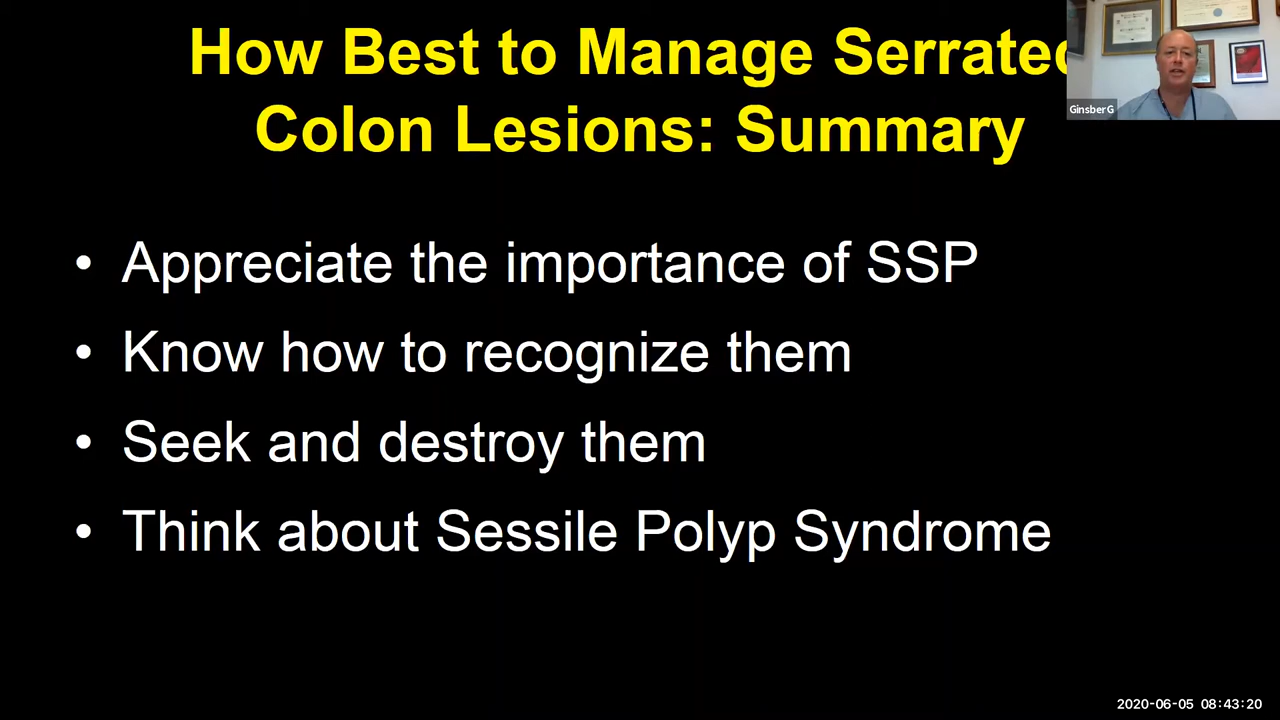 How Best to Manage Serrated
Colon Lesions: Summary
GinsberG
• Appreciate the importance of SSP
• Know how to recognize them
• Seek and destroy them
• Think about Sessile Polyp Syndrome
2020-06-05 08:43:20